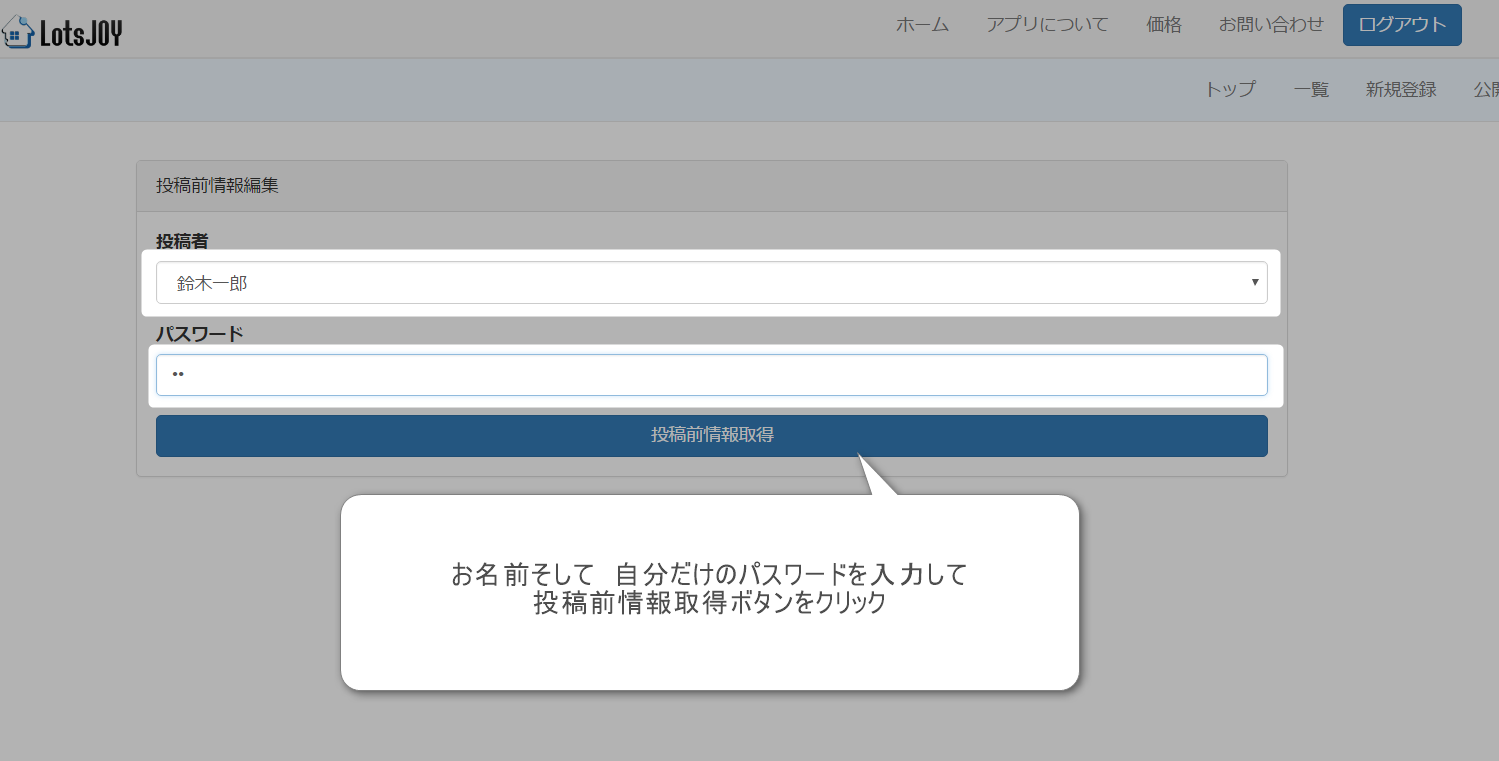 LotsJOY
ホーム アプリについて 価格 お問い合わせ ログアウト
トップ 一覧 新規登録 公開
投稿前情報編集
投稿者
鈴木一郎
パスワード
••
投稿前情報取得
お名前そして　自分だけのパスワードを入力して
投稿前情報取得ボタンをクリック